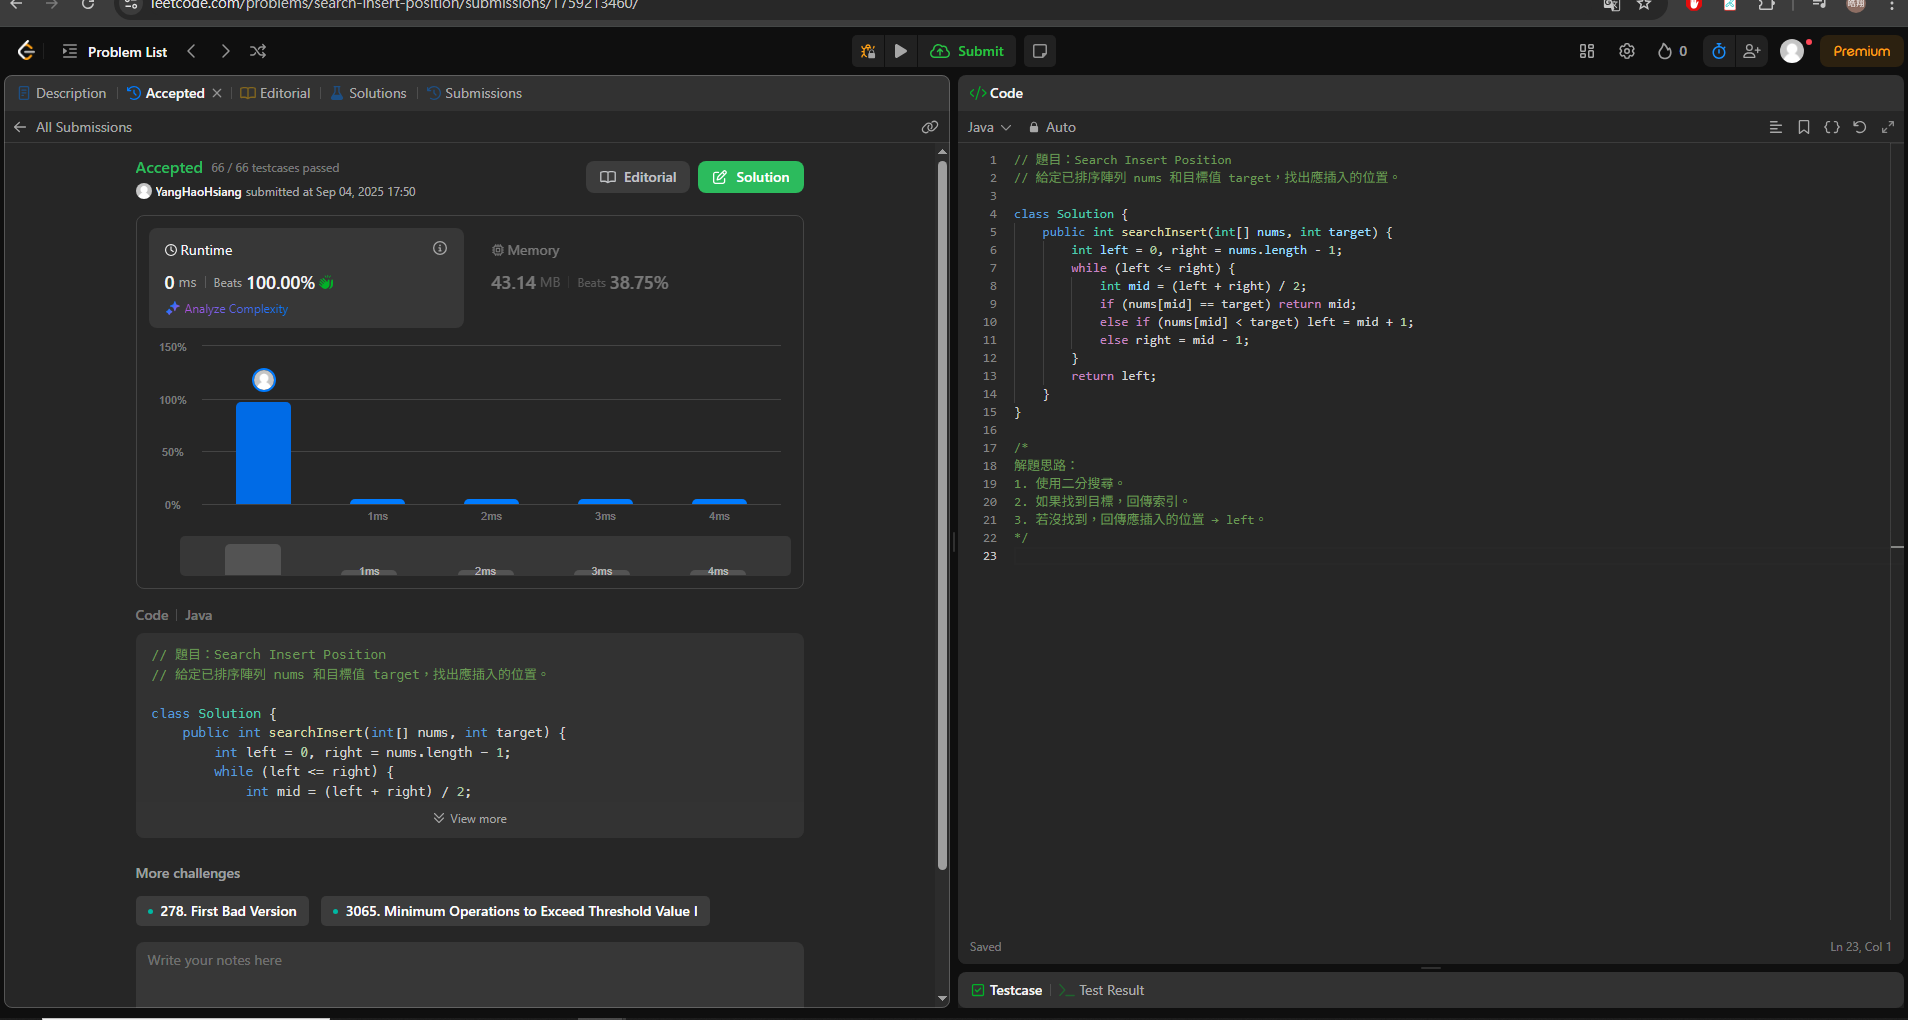 leetcode.com/problems/search-insert-position/submissions/1759213460/
Problem List
Submit
0
Premium
Description
Accepted
Editorial
Solutions
Submissions
All Submissions
Accepted 66 / 66 testcases passed
YangHaoHsiang submitted at Sep 04, 2025 17:50
Editorial
Solution
Runtime
0 ms Beats 100.00%
Analyze Complexity
Memory
43.14 MB Beats 38.75%
150%
100%
50%
0%
1ms 2ms 3ms 4ms
1ms 2ms 3ms 4ms
Code | Java
// 題目：Search Insert Position
// 給定已排序陣列 nums 和目標值 target，找出應插入的位置。
class Solution {
public int searchInsert(int[] nums, int target) {
int left = 0, right = nums.length - 1;
while (left <= right) {
int mid = (left + right) / 2;
View more
More challenges
278. First Bad Version
3065. Minimum Operations to Exceed Threshold Value I
Write your notes here
</> Code
Java
Auto
1 // 題目：Search Insert Position
2 // 給定已排序陣列 nums 和目標值 target，找出應插入的位置。
3
4 class Solution {
5 public int searchInsert(int[] nums, int target) {
6 int left = 0, right = nums.length - 1;
7 while (left <= right) {
8 int mid = (left + right) / 2;
9 if (nums[mid] == target) return mid;
10 else if (nums[mid] < target) left = mid + 1;
11 else right = mid - 1;
12 }
13 return left;
14 }
15 }
16
17 /*
18 解題思路：
19 1. 使用二分搜尋。
20 2. 如果找到目標，回傳索引。
21 3. 若沒找到，回傳應插入的位置 → left。
22 */
23
Saved
Ln 23, Col 1
Testcase
Test Result